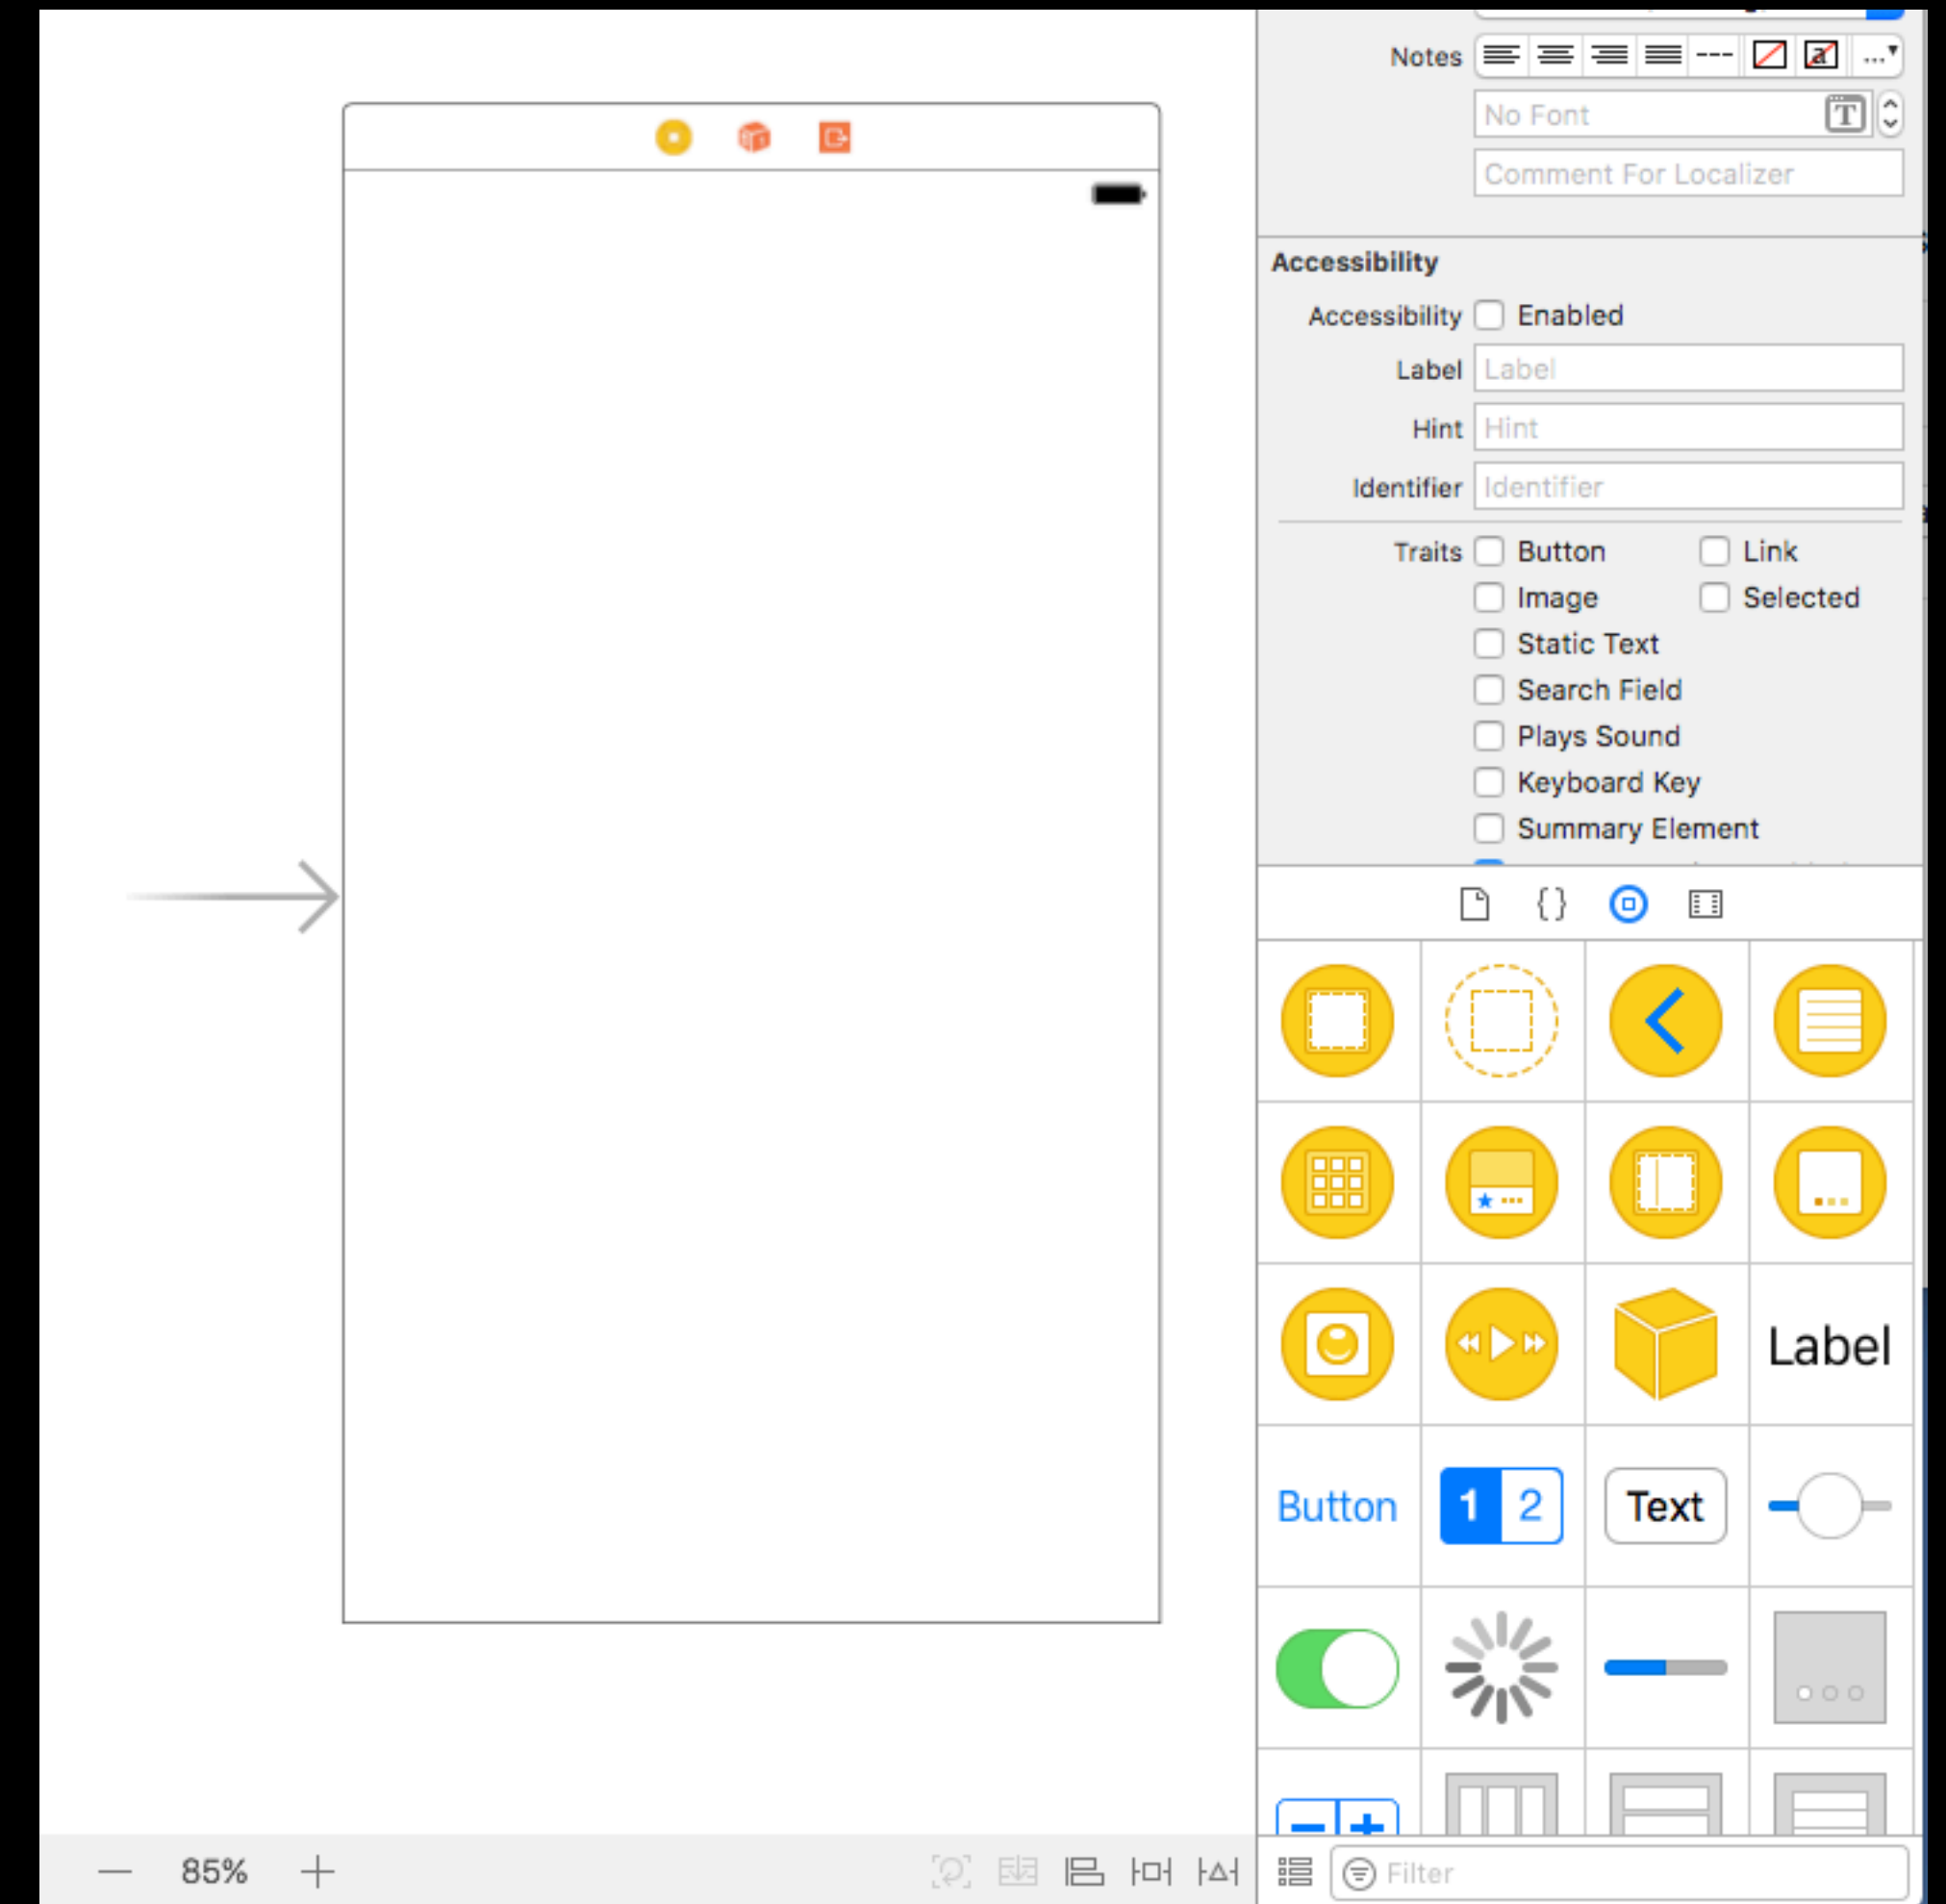 Notes
No Font T
Comment For Localizer
Accessibility
Accessibility Enabled
Label Label
Hint Hint
Identifier Identifier
Traits Button Link
Image Selected
Static Text
Search Field
Plays Sound
Keyboard Key
Summary Element
{ }
Label
Button 1 2 Text
85% Filter